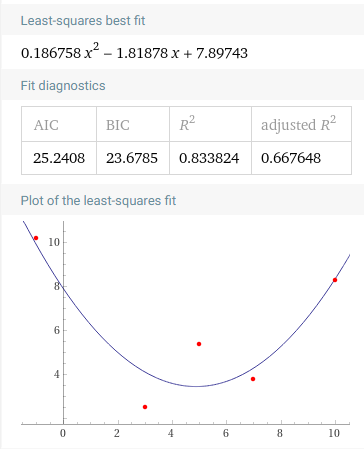 Least-squares best fit
0.186758 x² − 1.81878 x + 7.89743
Fit diagnostics
AIC BIC R² adjusted R²
25.2408 23.6785 0.833824 0.667648
Plot of the least-squares fit
10
8
6
4
0 2 4 6 8 10